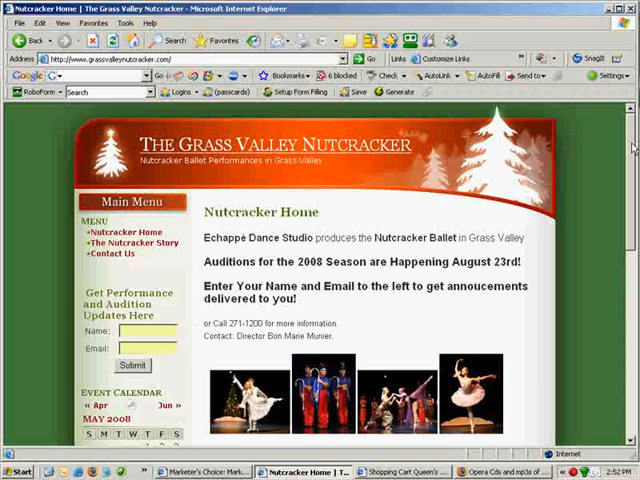 Nutcracker Home | The Grass Valley Nutcracker - Microsoft Internet Explorer
File Edit View Favorites Tools Help
Back Search Favorites
Address http://www.grassvalleynutcracker.com/ Go Links Customize Links SnagIt
Google G Go Bookmarks 6 blocked Check AutoLink AutoFill Send to Settings
RoboForm Search Logins (passcards) Setup Form Filling Save Generate
THE GRASS VALLEY NUTCRACKER
Nutcracker Ballet Performances in Grass Valley
Main Menu
MENU
Nutcracker Home
The Nutcracker Story
Contact Us
Get Performance
and Audition
Updates Here
Name:
Email:
Submit
EVENT CALENDAR
« Apr Jun »
MAY 2008
S M T W T F S
Nutcracker Home
Echappé Dance Studio produces the Nutcracker Ballet in Grass Valley
Auditions for the 2008 Season are Happening August 23rd!
Enter Your Name and Email to the left to get annoucements
delivered to you!
or Call 271-1200 for more information.
Contact: Director Bon Marie Munier.
Internet
Start Marketer's Choice: Mark... Nutcracker Home | T... Shopping Cart Queen's... Opera Cds and mp3s of ... 2:52 PM